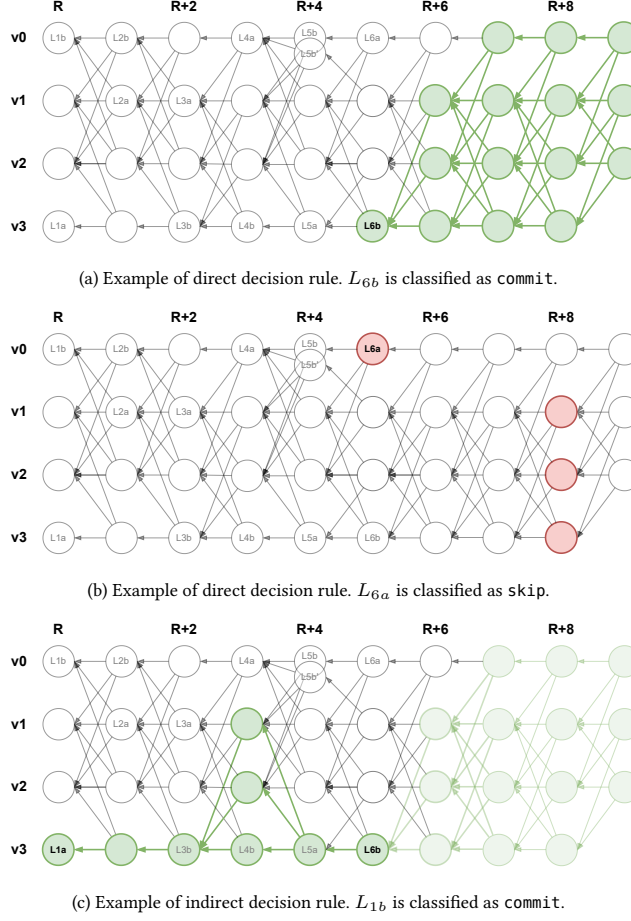 R R+2 R+4 R+6 R+8
v0 L1b L2b L4a L5b L6a
L5b'
v1 L2a L3a
v2
v3 L1a L3b L4b L5a L6b
(a) Example of direct decision rule. L6b is classified as commit.
R R+2 R+4 R+6 R+8
v0 L1b L2b L4a L5b L6a
L5b'
v1 L2a L3a
v2
v3 L1a L3b L4b L5a L6b
(b) Example of direct decision rule. L6a is classified as skip.
R R+2 R+4 R+6 R+8
v0 L1b L2b L4a L5b L6a
L5b'
v1 L2a L3a
v2
v3 L1a L3b L4b L5a L6b
(c) Example of indirect decision rule. L1b is classified as commit.